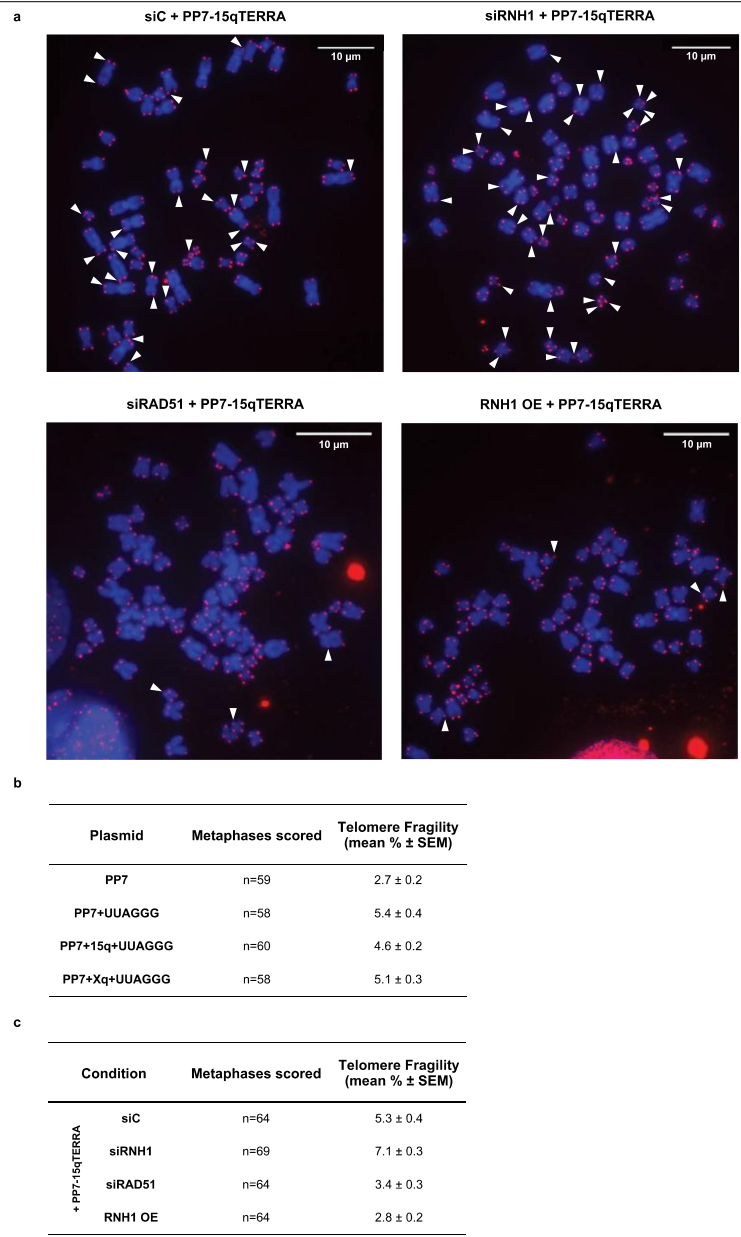 a
siC + PP7-15qTERRA
siRNH1 + PP7-15qTERRA
10 µm
10 µm
siRAD51 + PP7-15qTERRA
RNH1 OE + PP7-15qTERRA
10 µm
10 µm
b
Plasmid Metaphases scored Telomere Fragility
(mean % ± SEM)
PP7 n=59 2.7 ± 0.2
PP7+UUAGGG n=58 5.4 ± 0.4
PP7+15q+UUAGGG n=60 4.6 ± 0.2
PP7+Xq+UUAGGG n=58 5.1 ± 0.3
c
Condition Metaphases scored Telomere Fragility
(mean % ± SEM)
+ PP7-15qTERRA
siC n=64 5.3 ± 0.4
siRNH1 n=69 7.1 ± 0.3
siRAD51 n=64 3.4 ± 0.3
RNH1 OE n=64 2.8 ± 0.2